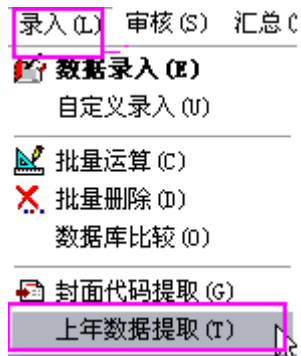 录入(L) 审核(S) 汇总(
数据录入(E)
自定义录入(U)
批量运算(C)
批量删除(D)
数据库比较(O)
封面代码提取(G)
上年数据提取(T)